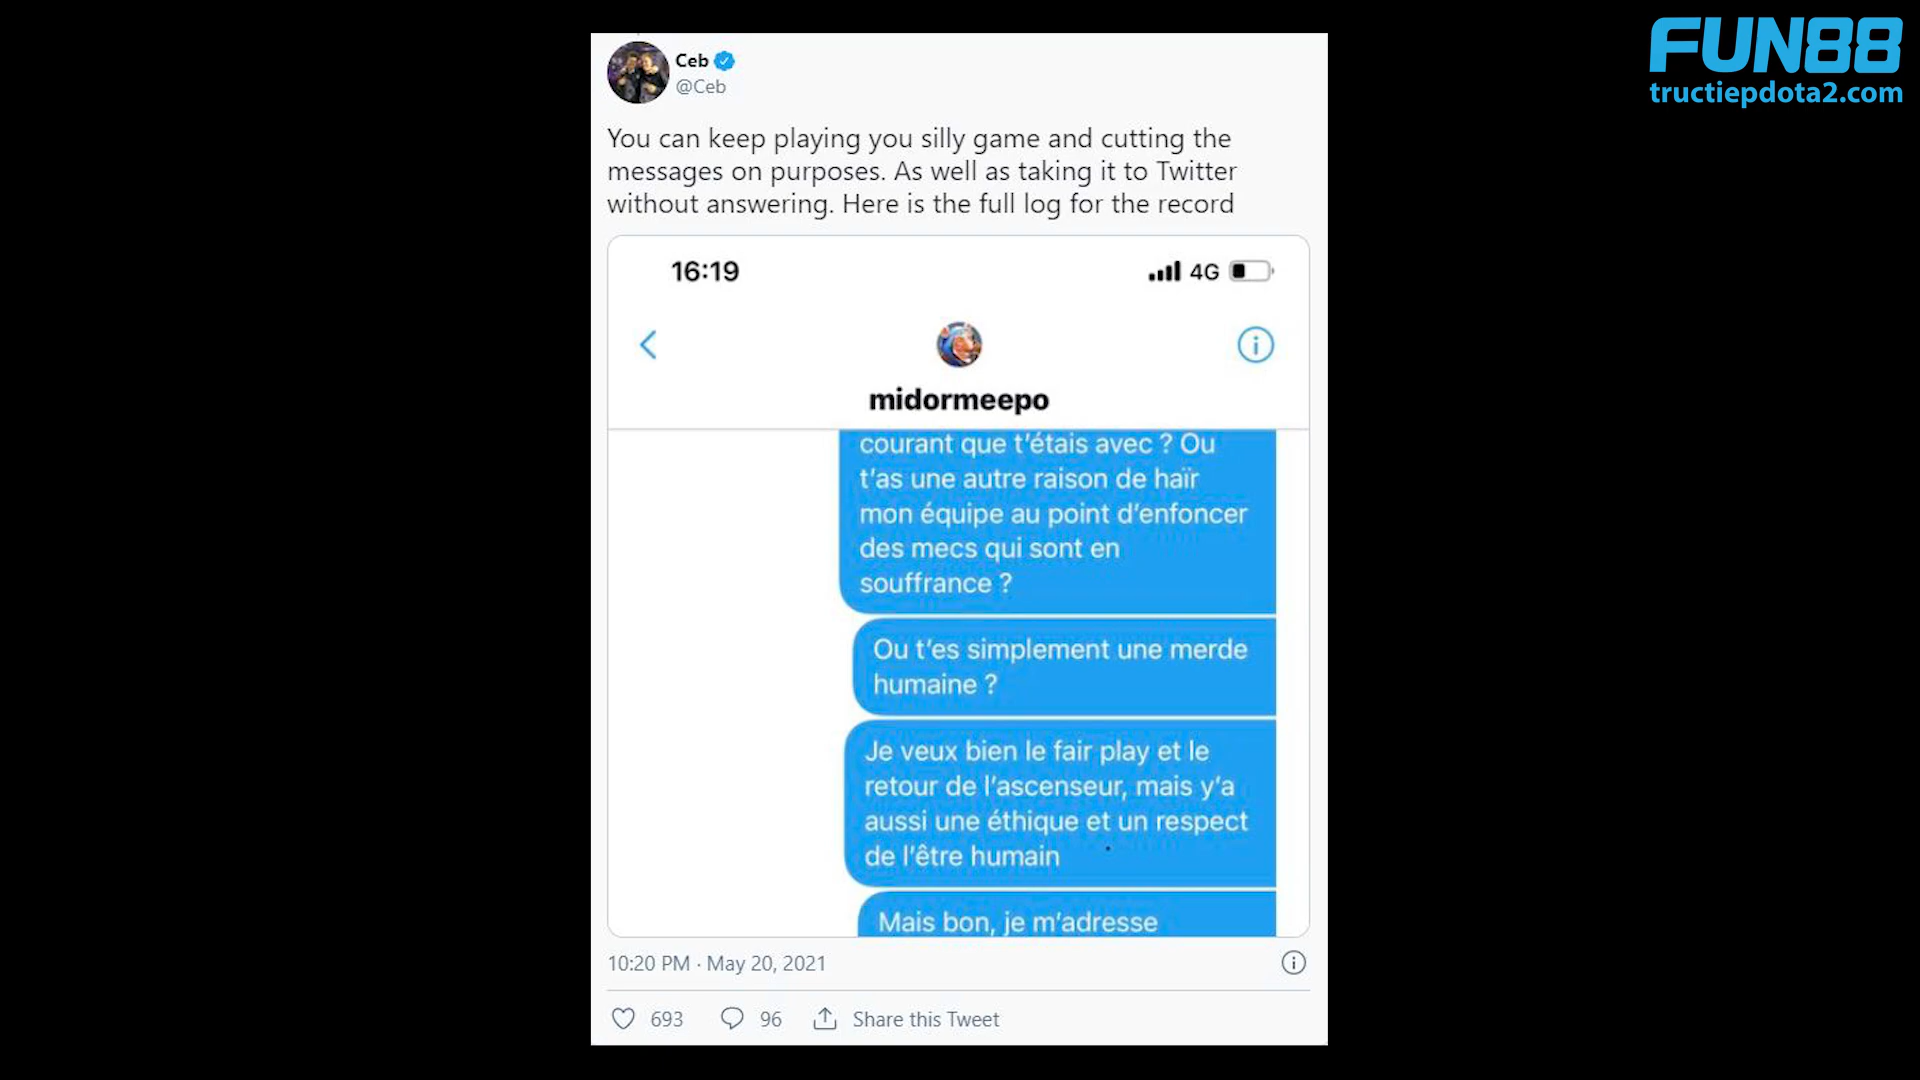 FUN88
tructiepdota2.com
Ceb
@Ceb
You can keep playing you silly game and cutting the
messages on purposes. As well as taking it to Twitter
without answering. Here is the full log for the record
16:19
4G
midormeepo
courant que t'étais avec ? Ou
t'as une autre raison de haïr
mon équipe au point d'enfoncer
des mecs qui sont en
souffrance ?
Ou t'es simplement une merde
humaine ?
Je veux bien le fair play et le
retour de l'ascenseur, mais y'a
aussi une éthique et un respect
de l'être humain
Mais bon, je m'adresse
10:20 PM · May 20, 2021
693
96
Share this Tweet